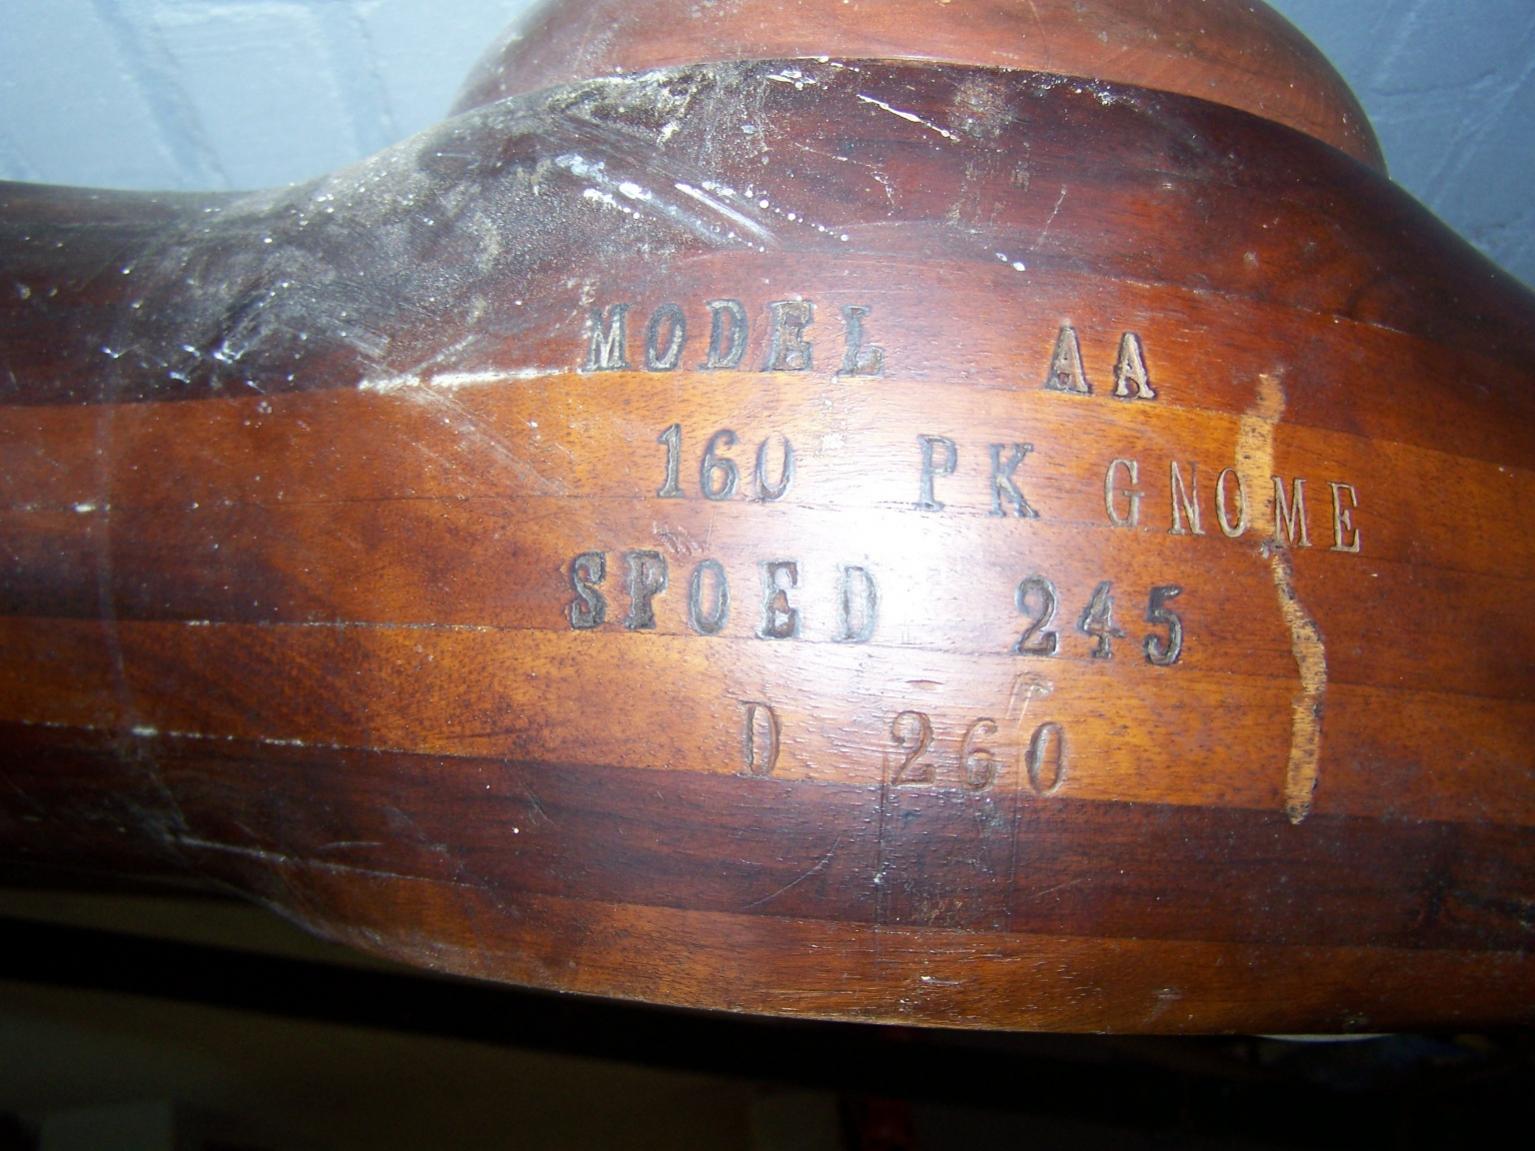 MODEL AA
160 PK GNOME
SPOED 245
D 260